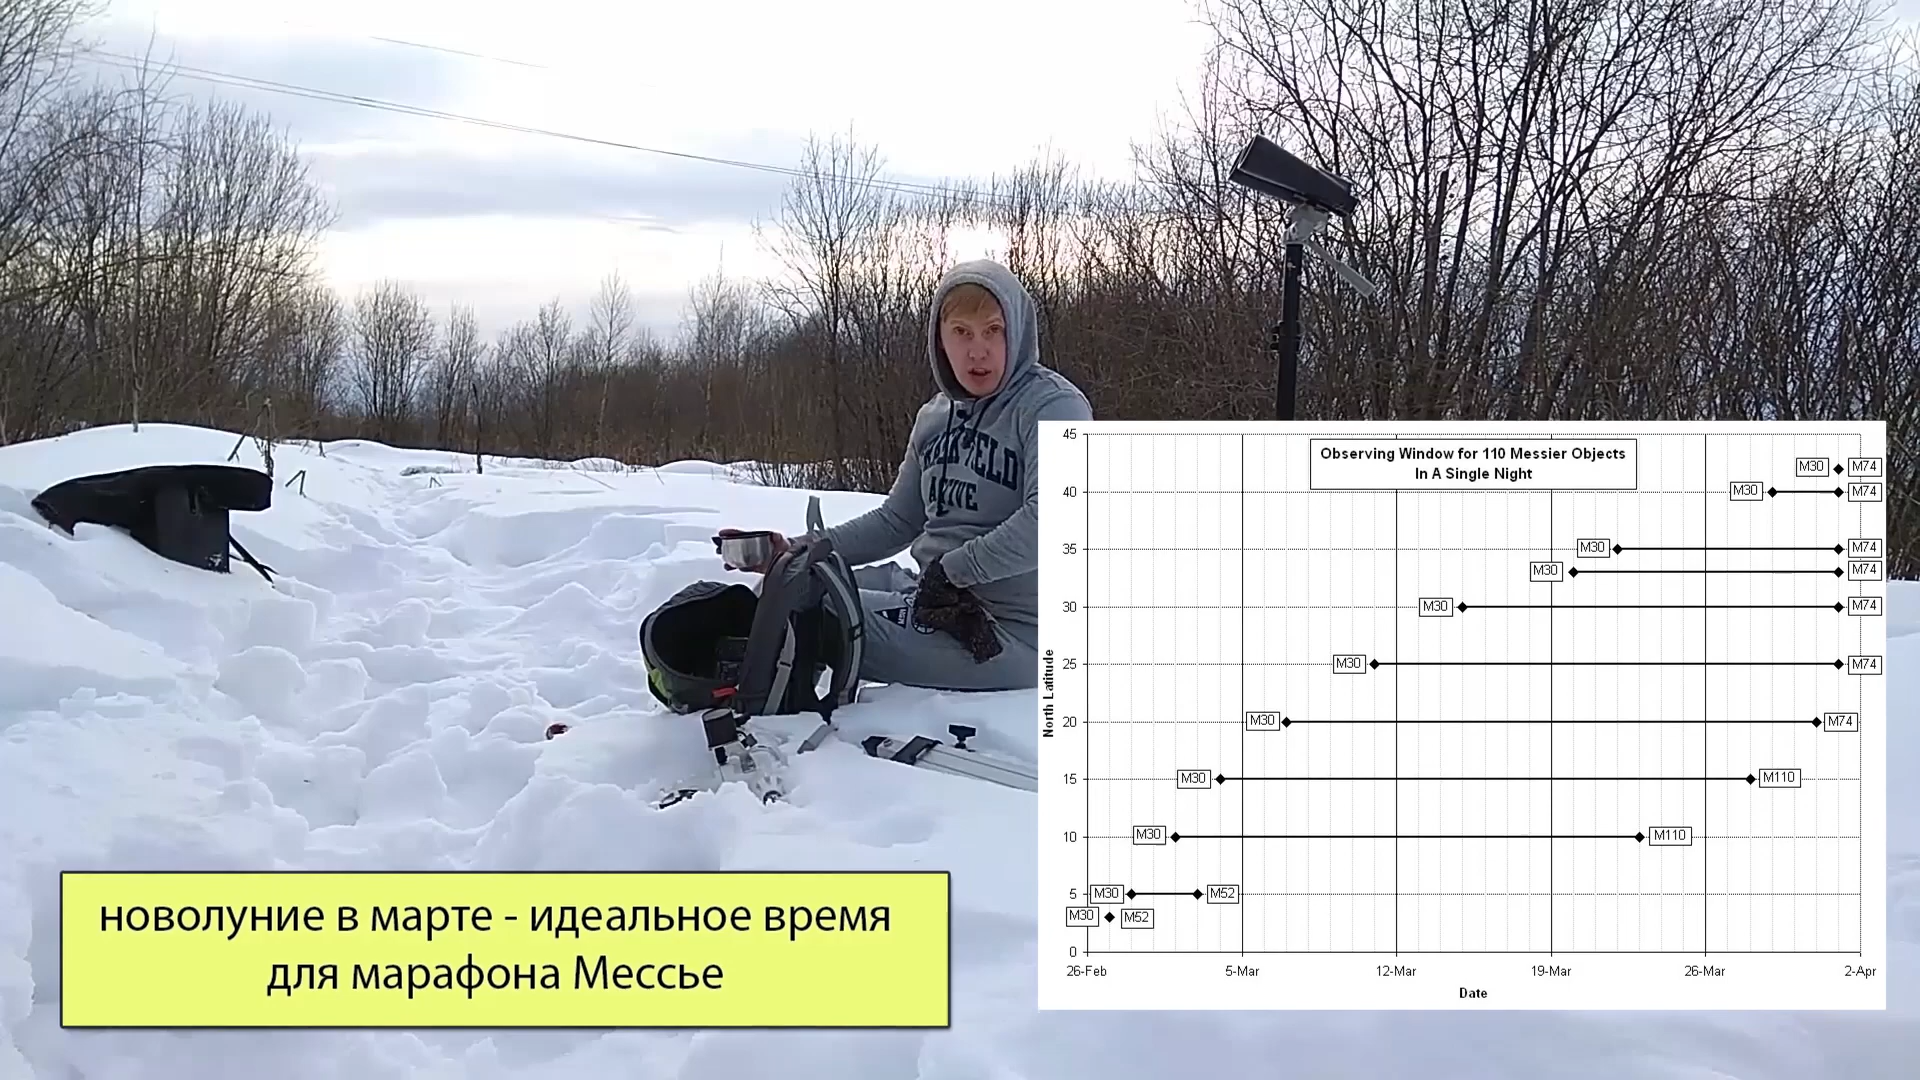 WAKEFIELD
ACTIVE
45
40
35
30
25
20
15
10
5
0
North Latitude
Observing Window for 110 Messier Objects
In A Single Night
M30 M74
M30 M74
M30 M74
M30 M74
M30 M74
M30 M74
M30 M74
M30 M110
M30 M110
M30 M52
M30 M52
26-Feb 5-Mar 12-Mar 19-Mar 26-Mar 2-Apr
Date
новолуние в марте - идеальное время
для марафона Мессье